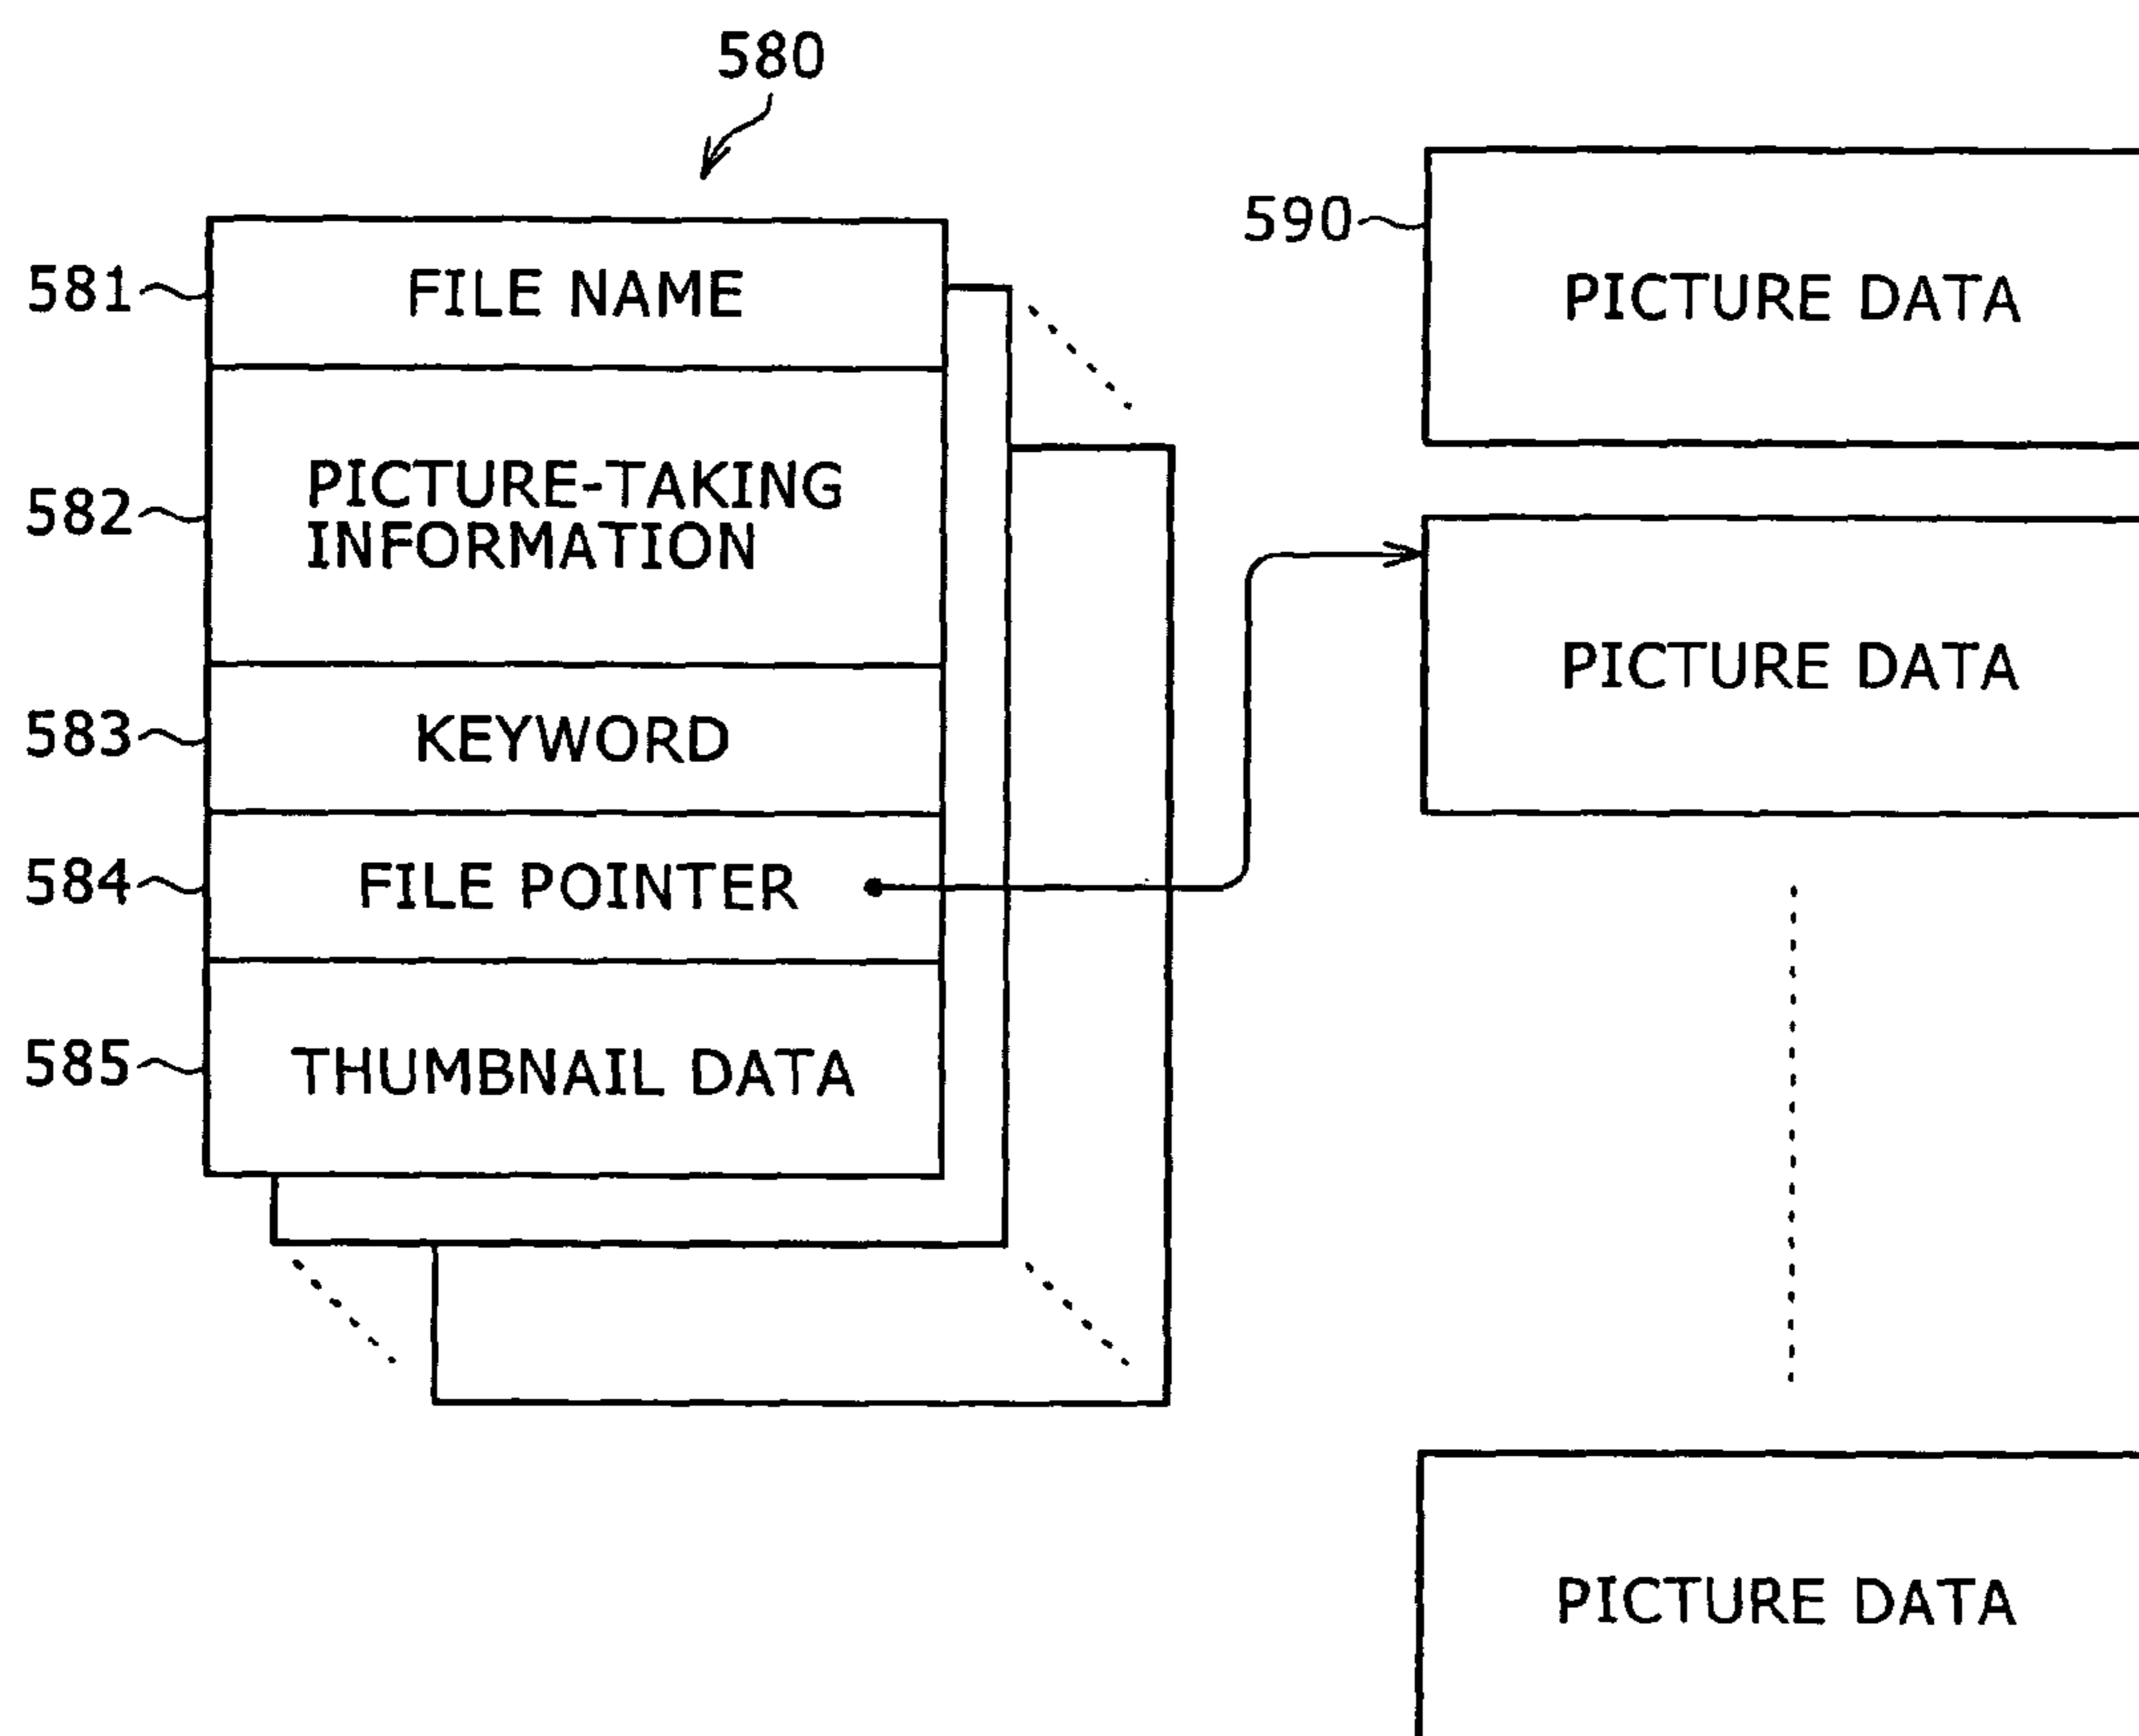 580
581
FILE NAME
582
PICTURE-TAKING
INFORMATION
583
KEYWORD
584
FILE POINTER
585
THUMBNAIL DATA
590
PICTURE DATA
PICTURE DATA
PICTURE DATA